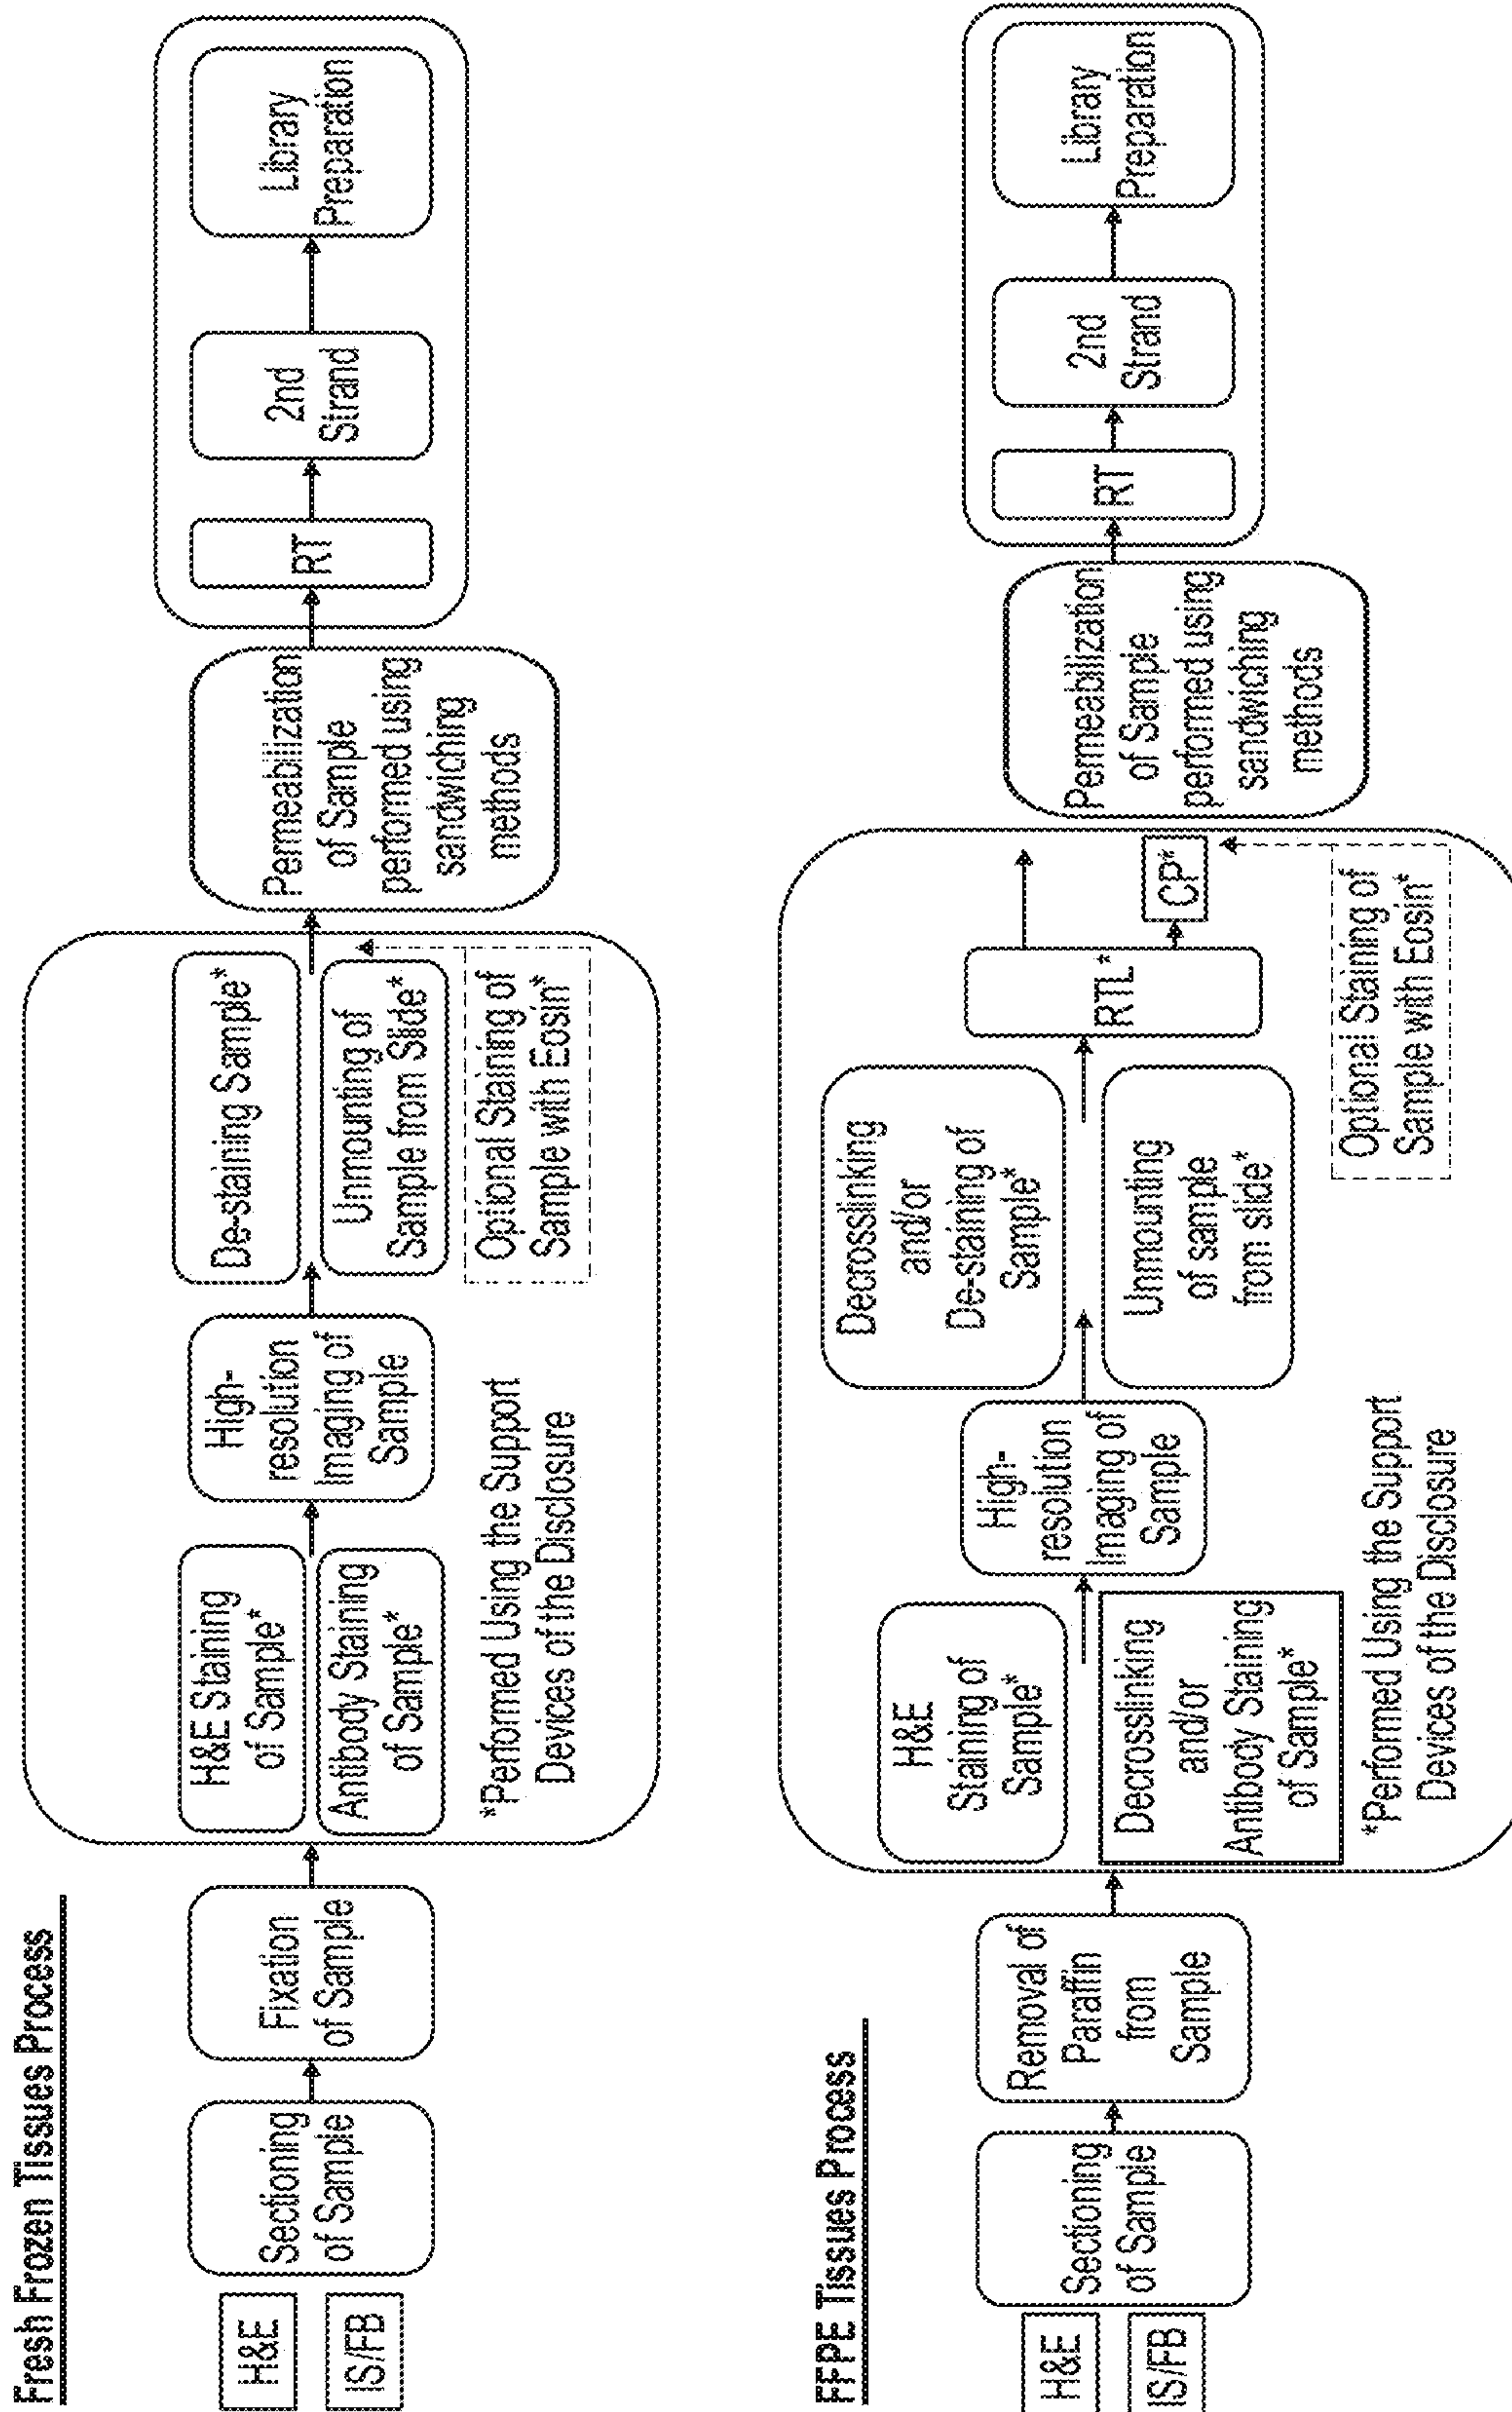 Fresh Frozen Tissues Process
H&E
IS/FB
Sectioning
of Sample
Fixation
of Sample
H&E Staining
of Sample*
Antibody Staining
of Sample*
High-
resolution
Imaging of
Sample
De-staining Sample*
Unmounting of
Sample from Slide*
Optional Staining of
Sample with Eosin*
*Performed Using the Support
Devices of the Disclosure
Permeabilization
of Sample
performed using
sandwiching
methods
RT
2nd
Strand
Library
Preparation
FFPE Tissues Process
H&E
IS/FB
Sectioning
of Sample
Removal of
Paraffin
from
Sample
H&E
Staining of
Sample*
Decrosslinking
and/or
Antibody Staining
of Sample*
High-
resolution
Imaging of
Sample
Decrosslinking
and/or
De-staining of
Sample*
Unmounting
of sample
from slide*
RTL*
CP*
Optional Staining of
Sample with Eosin*
*Performed Using the Support
Devices of the Disclosure
Permeabilization
of Sample
performed using
sandwiching
methods
RT
2nd
Strand
Library
Preparation